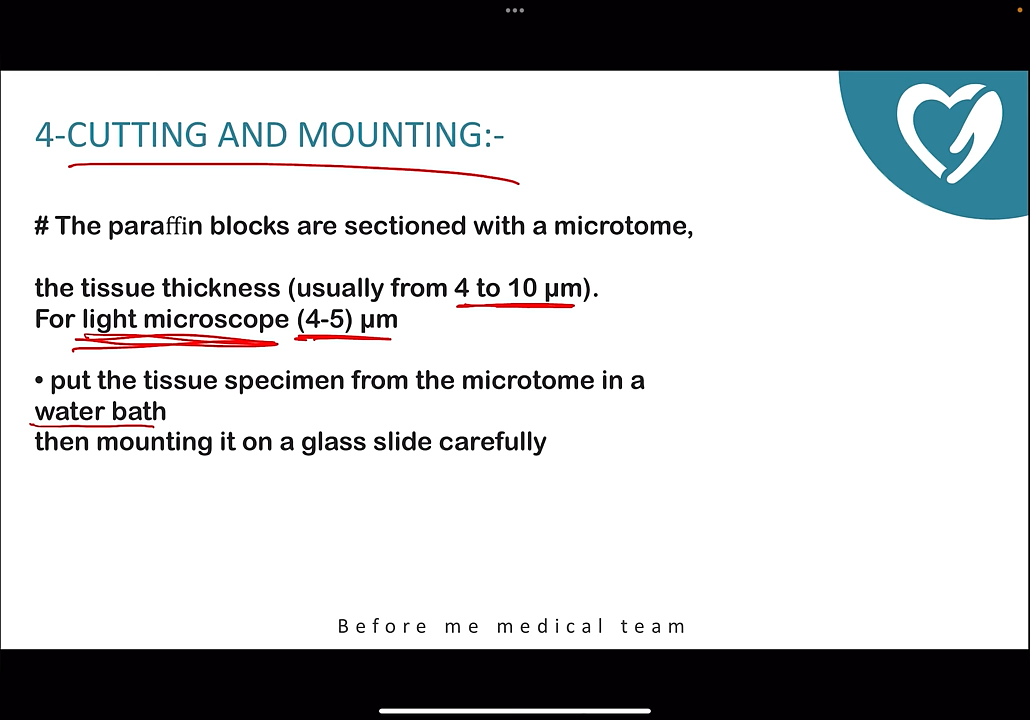 4-CUTTING AND MOUNTING:-
# The paraffin blocks are sectioned with a microtome,
the tissue thickness (usually from 4 to 10 μm).
For light microscope (4-5) μm
• put the tissue specimen from the microtome in a
water bath
then mounting it on a glass slide carefully
Before me medical team